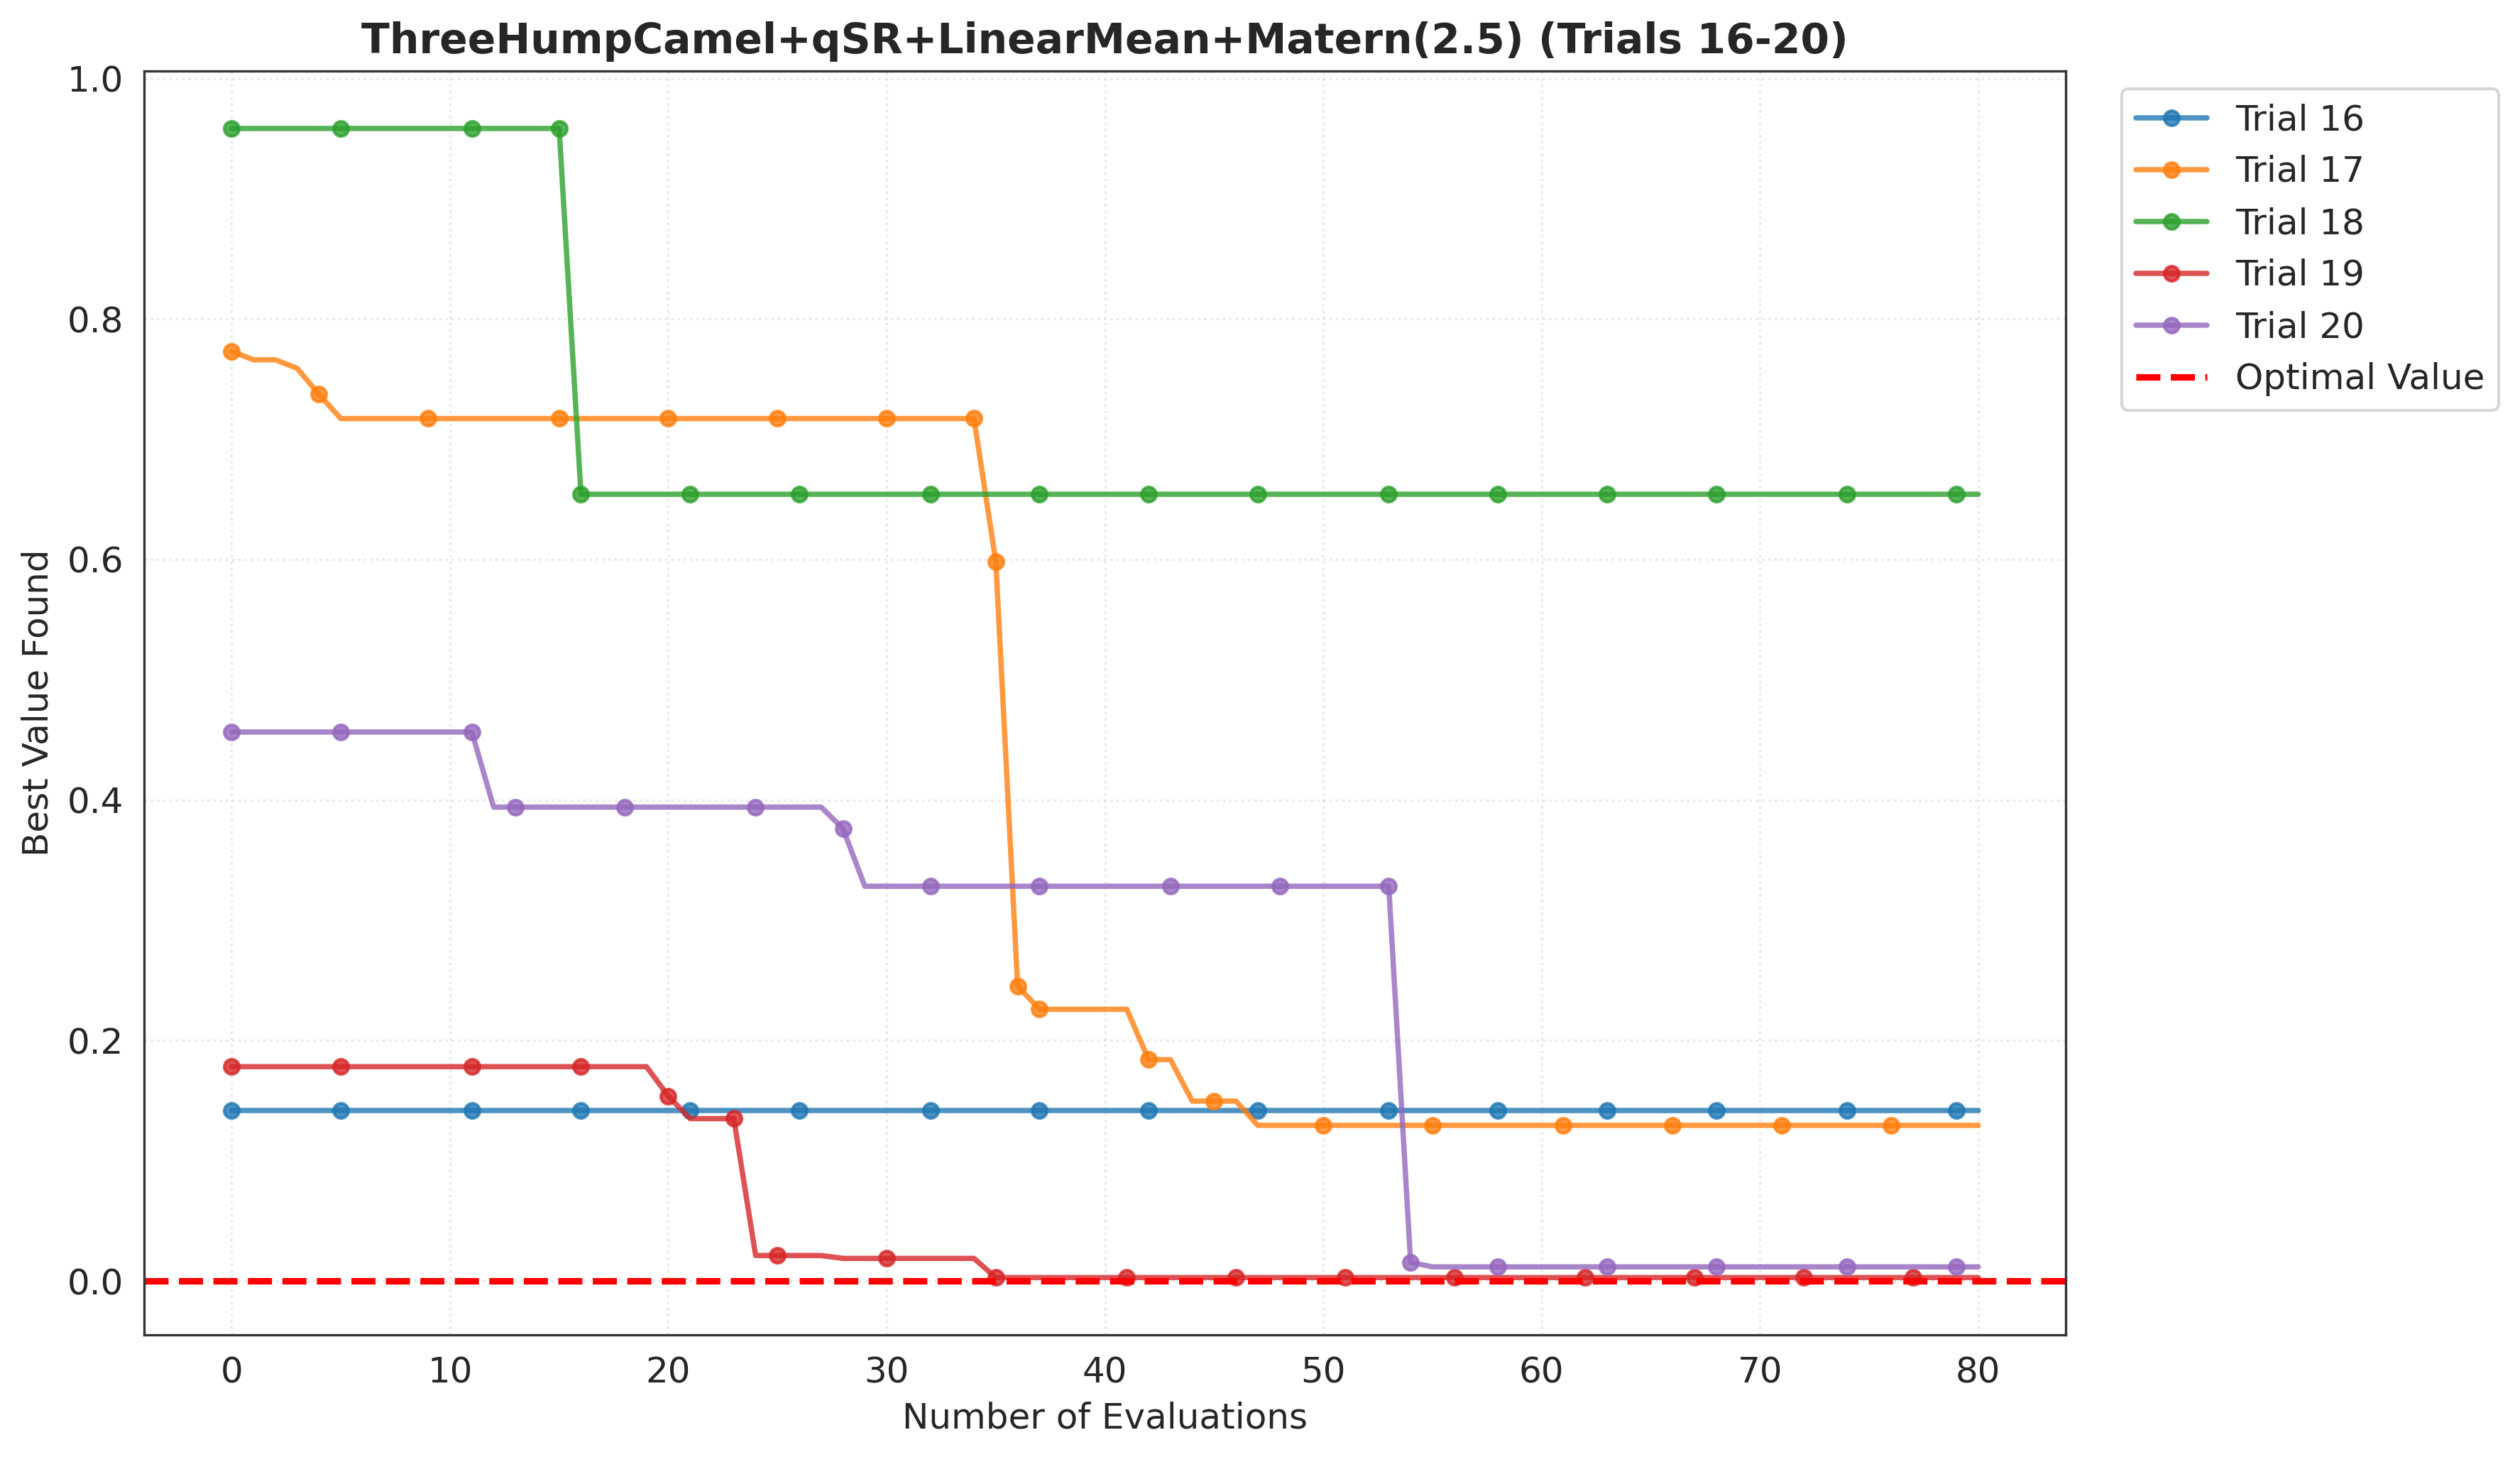 ThreeHumpCamel+qSR+LinearMean+Matern(2.5) (Trials 16-20)
1.0
0.8
0.6
0.4
0.2
0.0
Best Value Found
0 10 20 30 40 50 60 70 80
Number of Evaluations
Trial 16
Trial 17
Trial 18
Trial 19
Trial 20
Optimal Value